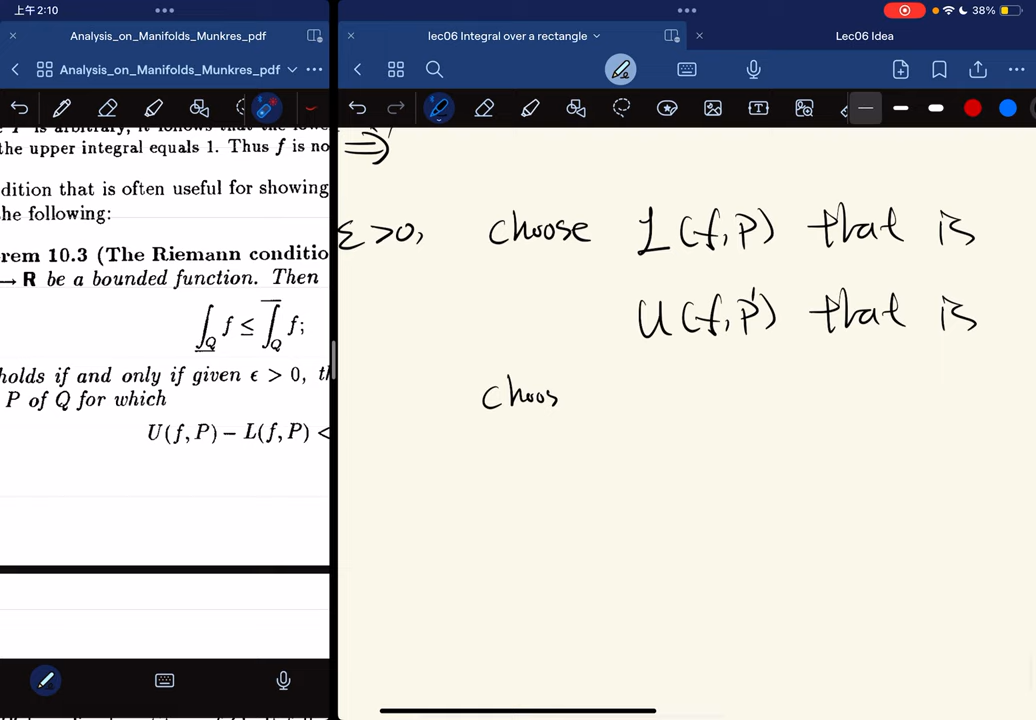 上午2:10
38%
Analysis_on_Manifolds_Munkres_pdf
lec06 Integral over a rectangle
Lec06 Idea
Analysis_on_Manifolds_Munkres_pdf
the upper integral equals 1. Thus f is no
dition that is often useful for showing
the following:
rem 10.3 (The Riemann conditio
→ R be a bounded function. Then
∫_Q f ≤ ∫_Q f;
holds if and only if given ϵ > 0, th
P of Q for which
U(f, P) − L(f, P) <
⇒
ε>0, choose L(f,P) that is
U(f,P') that is
choos